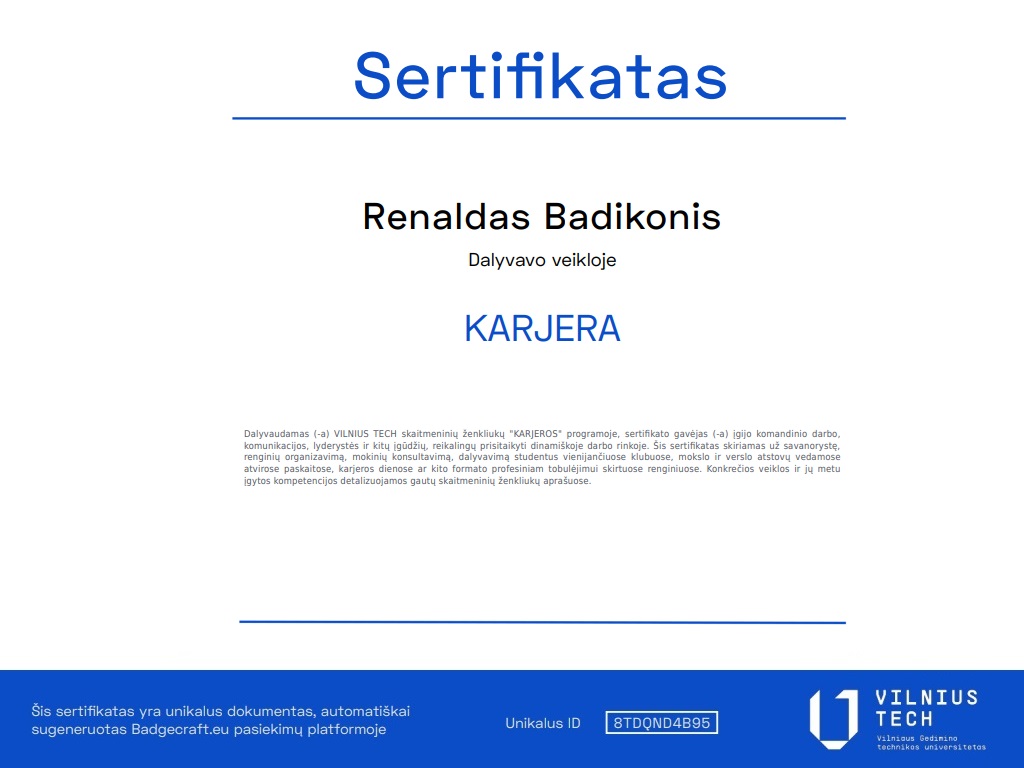 Sertifikatas
Renaldas Badikonis
Dalyvavo veikloje
KARJERA
Dalyvaudamas (-a) VILNIUS TECH skaitmeninių ženkliukų "KARJEROS" programoje, sertifikato gavėjas (-a) įgijo komandinio darbo,
komunikacijos, lyderystės ir kitų įgūdžių, reikalingų prisitaikyti dinamiškoje darbo rinkoje. Šis sertifikatas skiriamas už savanorystę,
renginių organizavimą, mokinių konsultavimą, dalyvavimą studentus vienijančiuose klubuose, mokslo ir verslo atstovų vedamose
atvirose paskaitose, karjeros dienose ar kito formato profesiniam tobulėjimui skirtuose renginiuose. Konkrečios veiklos ir jų metu
įgytos kompetencijos detalizuojamos gautų skaitmeninių ženkliukų aprašuose.
Šis sertifikatas yra unikalus dokumentas, automatiškai
sugeneruotas Badgecraft.eu pasiekimų platformoje
Unikalus ID 8TDQND4B95
VILNIUS
TECH
Vilniaus Gedimino
technikos universitetas